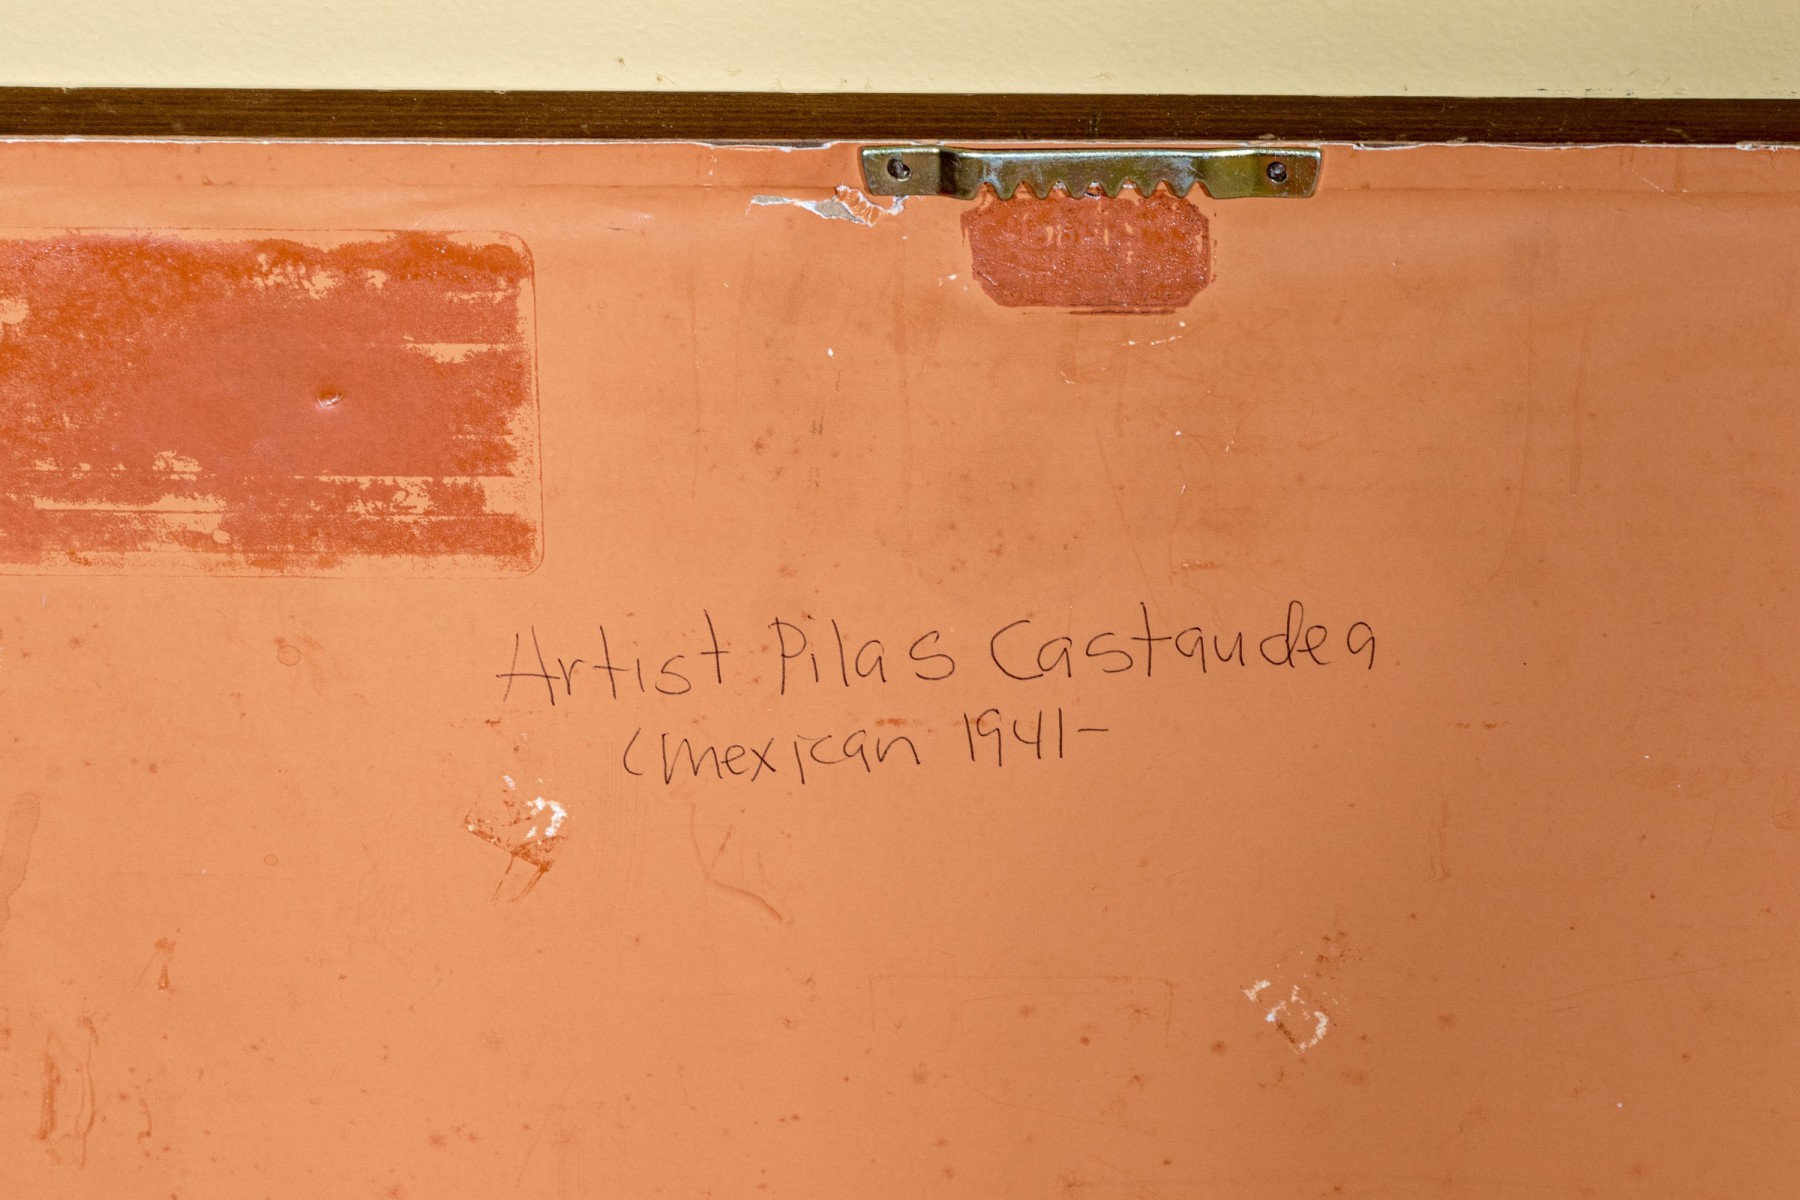 Artist Pilas Castaudea
(Mexican 1941-